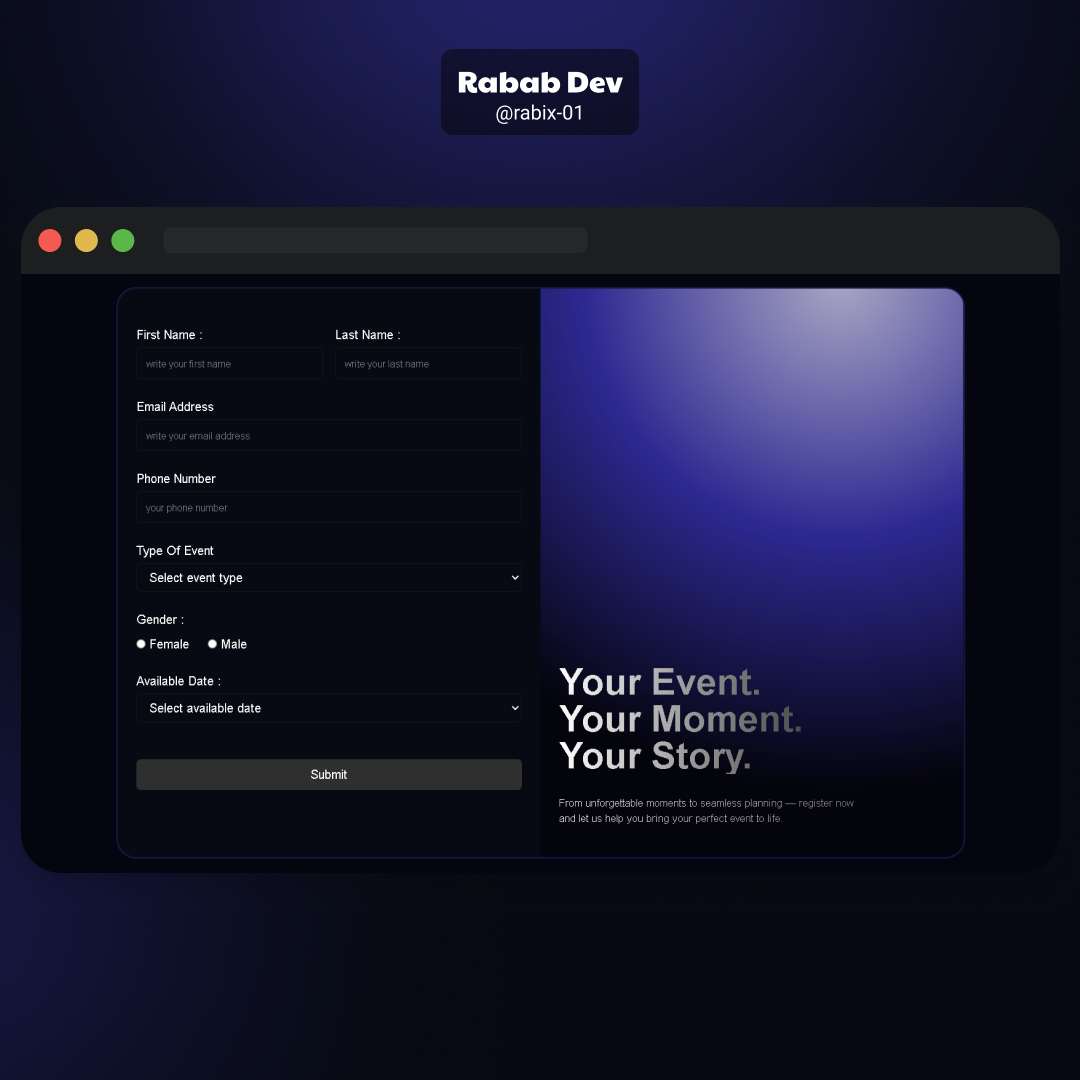 Rabab Dev
@rabix-01
First Name :
Last Name :
write your first name
write your last name
Email Address
write your email address
Phone Number
your phone number
Type Of Event
Select event type
Gender :
Female
Male
Available Date :
Select available date
Submit
Your Event.
Your Moment.
Your Story.
From unforgettable moments to seamless planning — register now
and let us help you bring your perfect event to life.